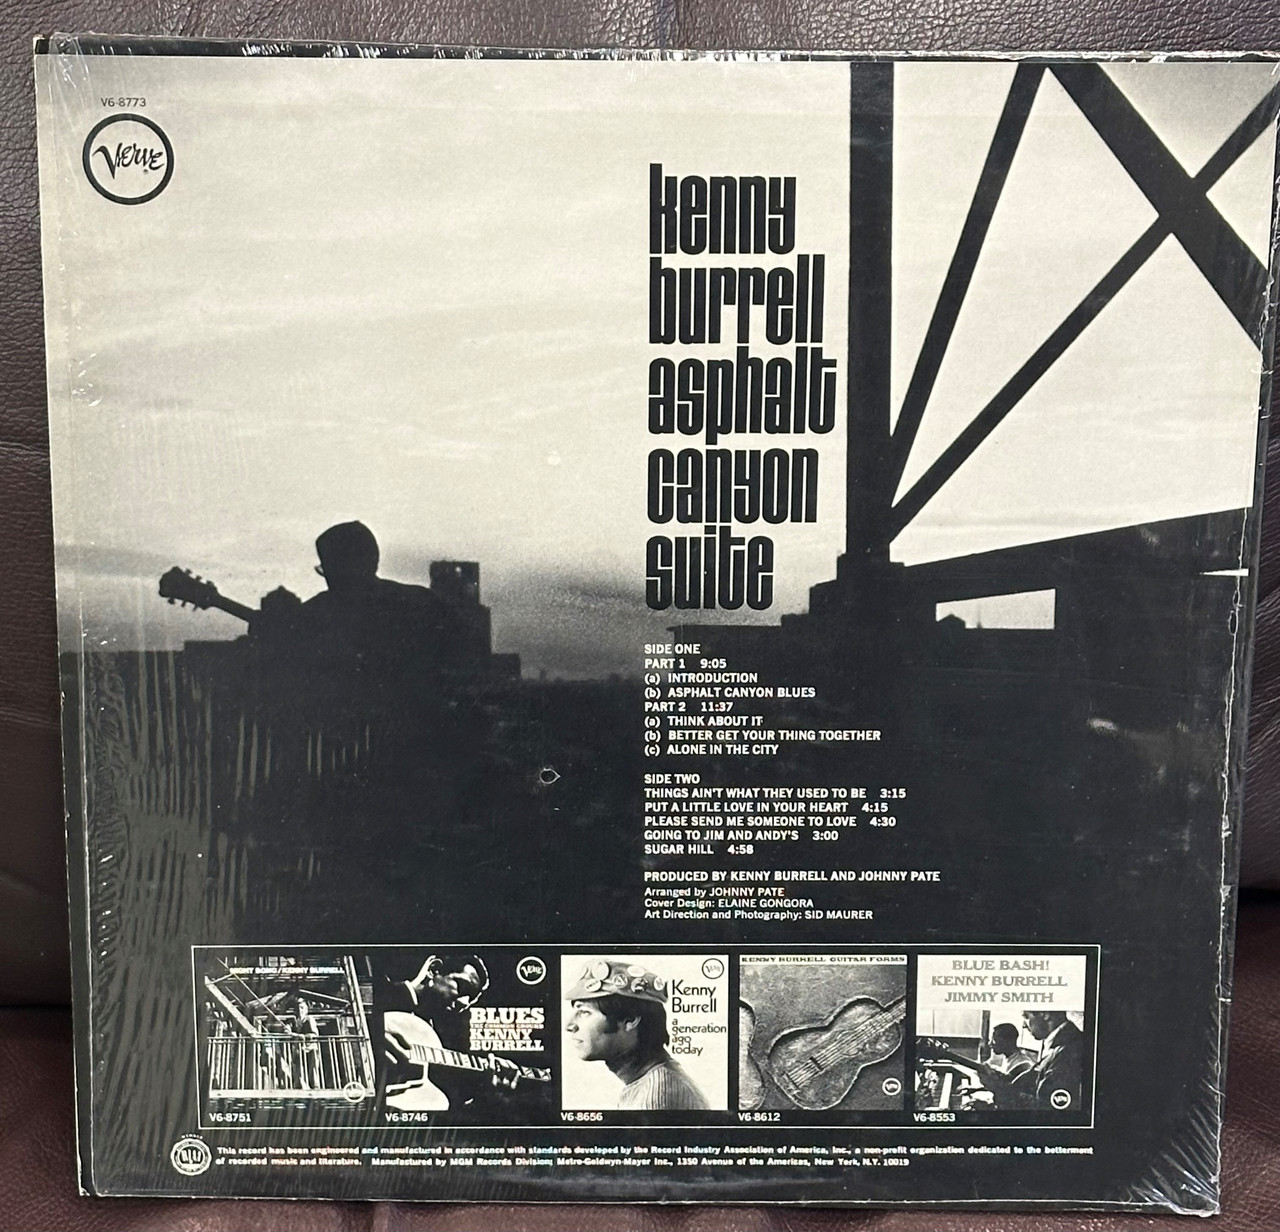 V6-8773
Verve
kenny
burrell
asphalt
canyon
suite
SIDE ONE
PART 1 9:05
(a) INTRODUCTION
(b) ASPHALT CANYON BLUES
PART 2 11:37
(a) THINK ABOUT IT
(b) BETTER GET YOUR THING TOGETHER
(c) ALONE IN THE CITY
SIDE TWO
THINGS AIN'T WHAT THEY USED TO BE 3:15
PUT A LITTLE LOVE IN YOUR HEART 4:15
PLEASE SEND ME SOMEONE TO LOVE 4:30
GOING TO JIM AND ANDY'S 3:00
SUGAR HILL 4:58
PRODUCED BY KENNY BURRELL AND JOHNNY PATE
Arranged by JOHNNY PATE
Cover Design: ELAINE GONGORA
Art Direction and Photography: SID MAURER
NIGHT SONG/KENNY BURRELL
V6-8751
Verve
BLUES
THE COMMON GROUND
KENNY
BURRELL
V6-8746
Verve
Kenny
Burrell
a
generation
ago
today
V6-8656
KENNY BURRELL GUITAR FORMS
Verve
V6-8612
BLUE BASH!
KENNY BURRELL
JIMMY SMITH
Verve
V6-8553
This record has been engineered and manufactured in accordance with standards developed by the Record Industry Association of America, Inc., a non-profit organization dedicated to the betterment
of recorded music and literature. Manufactured by MGM Records Division; Metro-Goldwyn-Mayer Inc., 1350 Avenue of the Americas, New York, N.Y. 10019